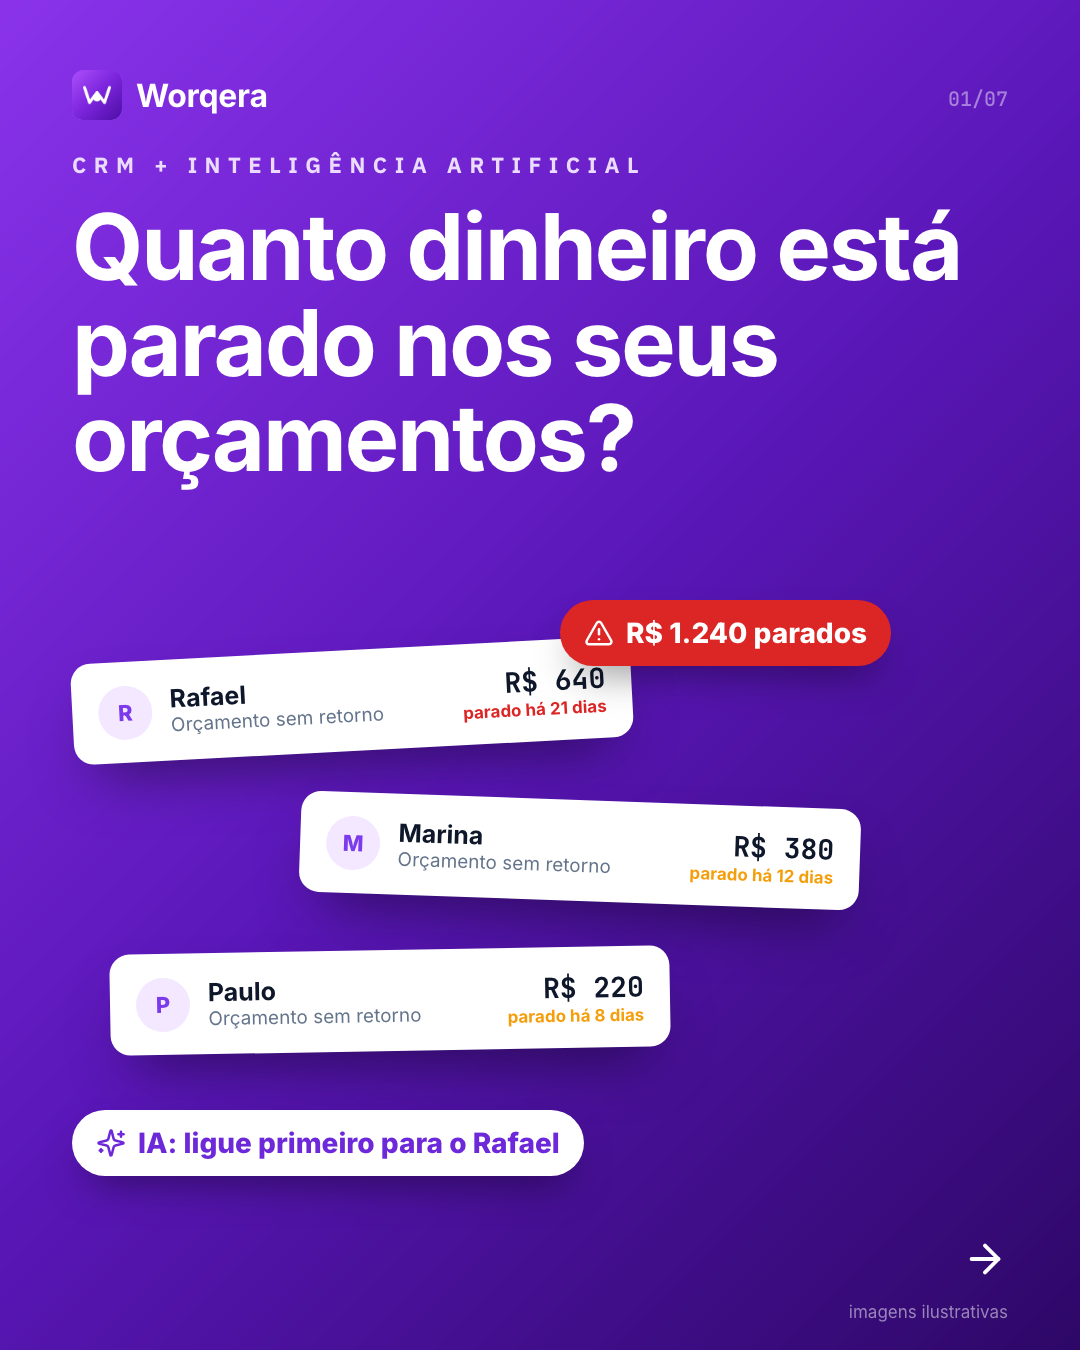 Worqera
01/07
CRM + INTELIGÊNCIA ARTIFICIAL
Quanto dinheiro está
parado nos seus
orçamentos?
R$ 1.240 parados
R
Rafael
Orçamento sem retorno
R$ 640
parado há 21 dias
M
Marina
Orçamento sem retorno
R$ 380
parado há 12 dias
P
Paulo
Orçamento sem retorno
R$ 220
parado há 8 dias
IA: ligue primeiro para o Rafael
imagens ilustrativas